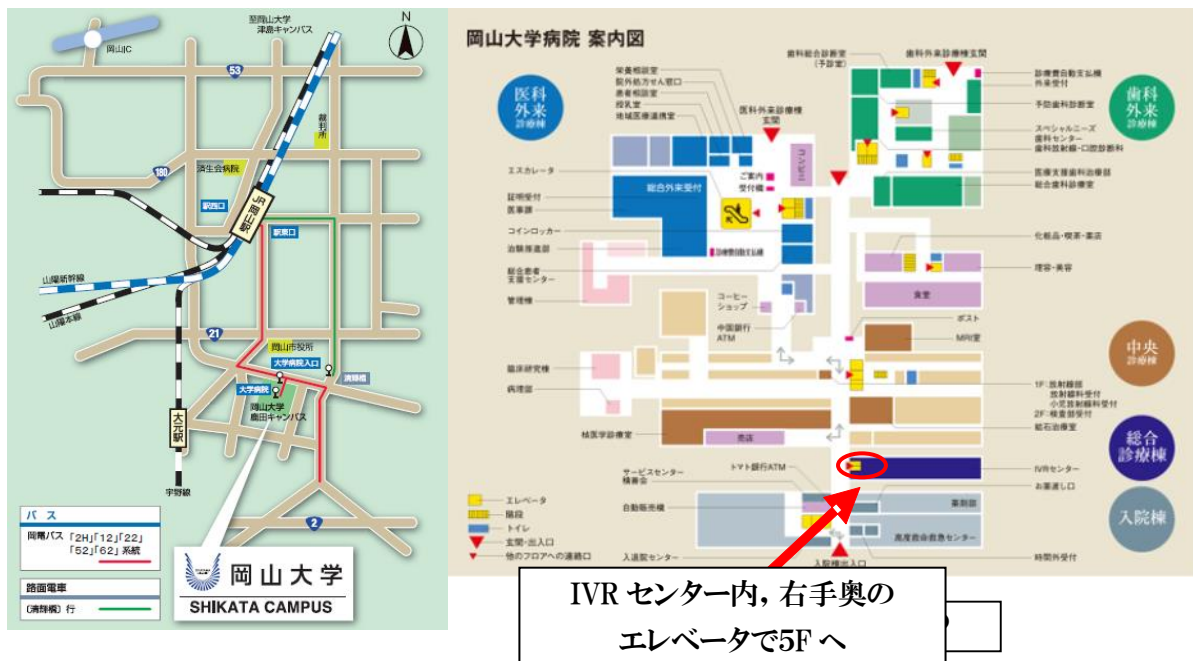 至岡山大学
津島キャンパス
N
岡山IC
53
裁判所
済生会病院
180
駅西口
JR岡山駅
駅東口
山陽新幹線
山陽本線
21
岡山市役所
大学病院入口
大学病院
清輝橋
岡山大学
鹿田キャンパス
大元駅
宇野線
2
バス
岡電バス「2H」「12」「22」
「52」「62」系統
路面電車
〔清輝橋〕行
岡山大学
SHIKATA CAMPUS
岡山大学病院 案内図
医科
外来
診療棟
栄養相談室
院外処方せん窓口
患者相談室
授乳室
地域医療連携室
医科外来診療棟
玄関
歯科総合診断室
(予診室)
歯科外来診療棟玄関
診療費自動支払機
外来受付
予防歯科診断室
スペシャルニーズ
歯科センター
歯科放射線・口腔診断科
医療支援歯科治療部
総合歯科診療室
歯科
外来
診療棟
エスカレータ
総合外来受付
コンビニ
ご案内
受付機
証明受付
医事課
コインロッカー
治験推進部
診療費自動支払機
総合患者
支援センター
管理棟
化粧品・喫茶・薬店
理容・美容
食堂
コーヒー
ショップ
中国銀行
ATM
ポスト
MRI室
中央
診療棟
臨床研究棟
病理部
1F:放射線部
放射線科受付
小児放射線科受付
2F:検査部受付
結石治療室
核医学診療室
売店
総合
診療棟
サービスセンター
積善会
トマト銀行ATM
IVRセンター
お薬渡し口
自動販売機
薬剤部
高度救命救急センター
入院棟
入退院センター
入院棟出入口
時間外受付
エレベータ
階段
トイレ
玄関・出入口
他のフロアへの連絡口
IVR センター内, 右手奥の
エレベータで5F へ